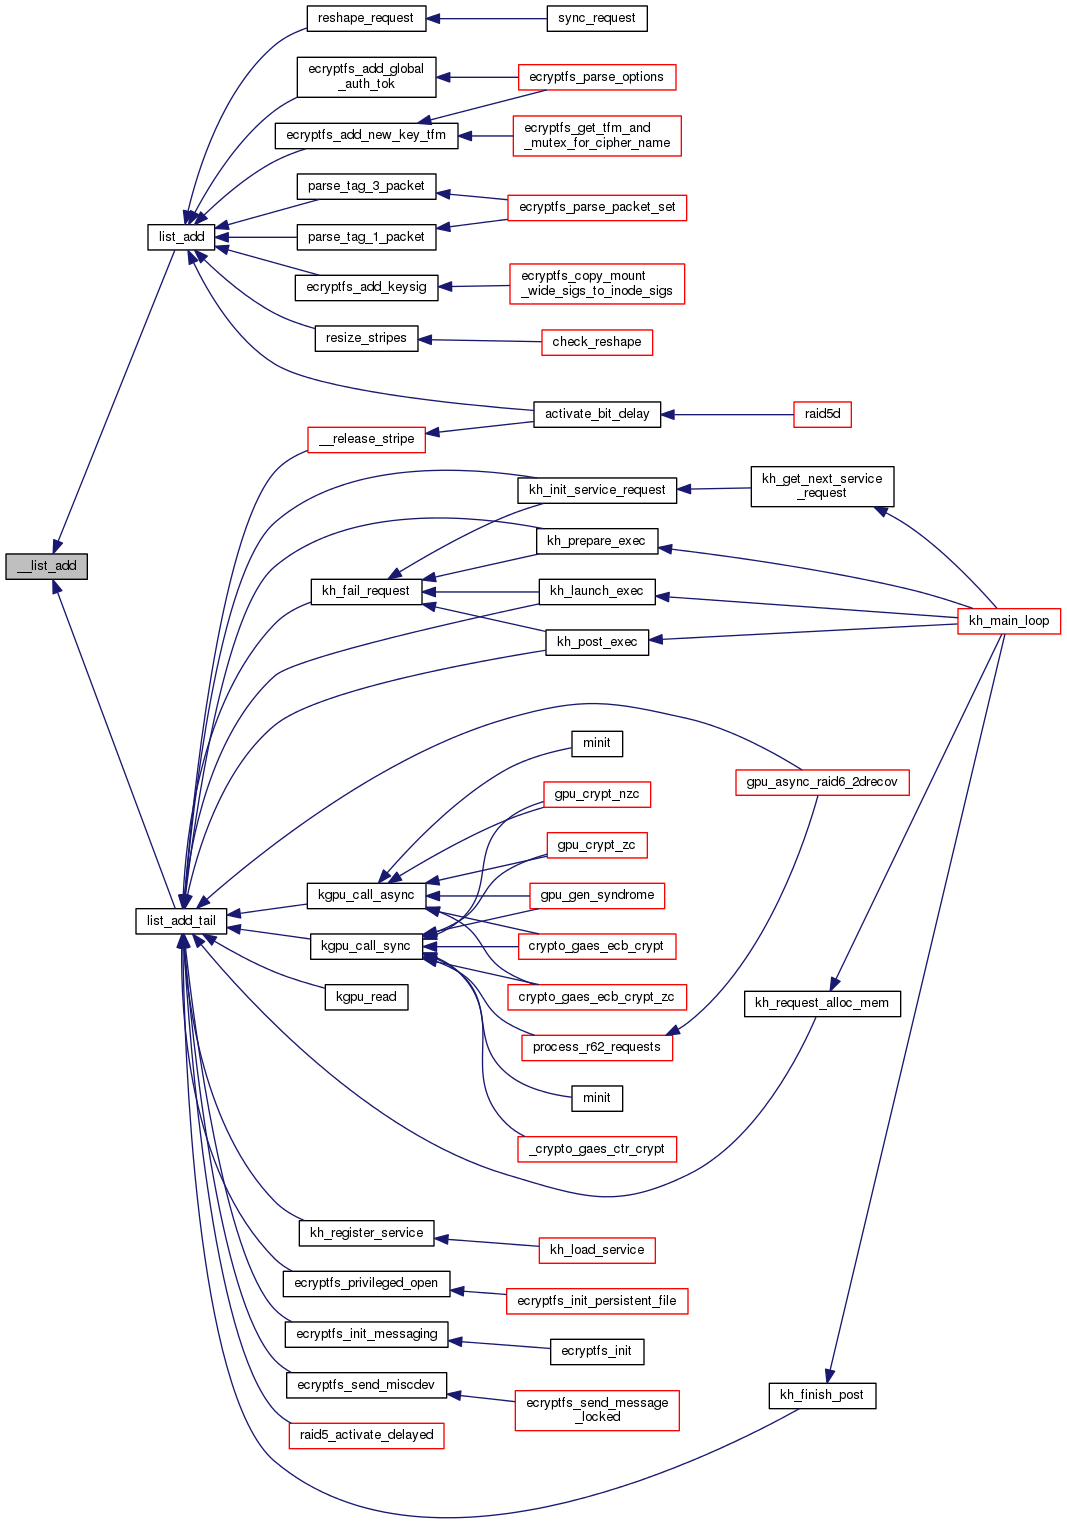 reshape_request
sync_request
ecryptfs_add_global
_auth_tok
ecryptfs_parse_options
ecryptfs_add_new_key_tfm
ecryptfs_get_tfm_and
_mutex_for_cipher_name
parse_tag_3_packet
ecryptfs_parse_packet_set
list_add
parse_tag_1_packet
ecryptfs_add_keysig
ecryptfs_copy_mount
_wide_sigs_to_inode_sigs
resize_stripes
check_reshape
activate_bit_delay
raid5d
__release_stripe
kh_init_service_request
kh_get_next_service
_request
kh_prepare_exec
__list_add
kh_fail_request
kh_launch_exec
kh_main_loop
kh_post_exec
minit
gpu_async_raid6_2drecov
gpu_crypt_nzc
gpu_crypt_zc
kgpu_call_async
gpu_gen_syndrome
list_add_tail
kgpu_call_sync
crypto_gaes_ecb_crypt
kgpu_read
crypto_gaes_ecb_crypt_zc
kh_request_alloc_mem
process_r62_requests
minit
_crypto_gaes_ctr_crypt
kh_register_service
kh_load_service
ecryptfs_privileged_open
ecryptfs_init_persistent_file
ecryptfs_init_messaging
ecryptfs_init
ecryptfs_send_miscdev
ecryptfs_send_message
_locked
kh_finish_post
raid5_activate_delayed